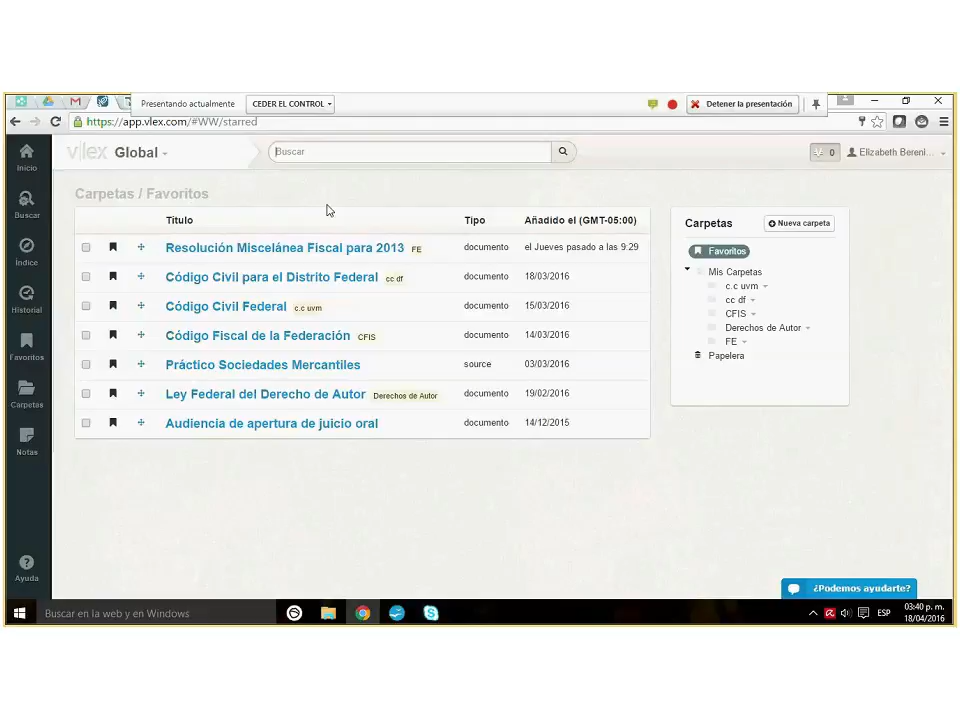 Presentando actualmente CEDER EL CONTROL Detener la presentación
https://app.vlex.com/#WW/starred
vlex Global Buscar 0 Elizabeth Bereni...
Inicio
Buscar
Índice
Historial
Favoritos
Carpetas
Notas
Ayuda
Carpetas / Favoritos
Título Tipo Añadido el (GMT-05:00)
Resolución Miscelánea Fiscal para 2013 FE documento el Jueves pasado a las 9:29
Código Civil para el Distrito Federal cc df documento 18/03/2016
Código Civil Federal c.c uvm documento 15/03/2016
Código Fiscal de la Federación CFIS documento 14/03/2016
Práctico Sociedades Mercantiles source 03/03/2016
Ley Federal del Derecho de Autor Derechos de Autor documento 19/02/2016
Audiencia de apertura de juicio oral documento 14/12/2015
Carpetas Nueva carpeta
Favoritos
Mis Carpetas
c.c uvm
cc df
CFIS
Derechos de Autor
FE
Papelera
¿Podemos ayudarte?
Buscar en la web y en Windows ESP 03:40 p. m.
18/04/2016